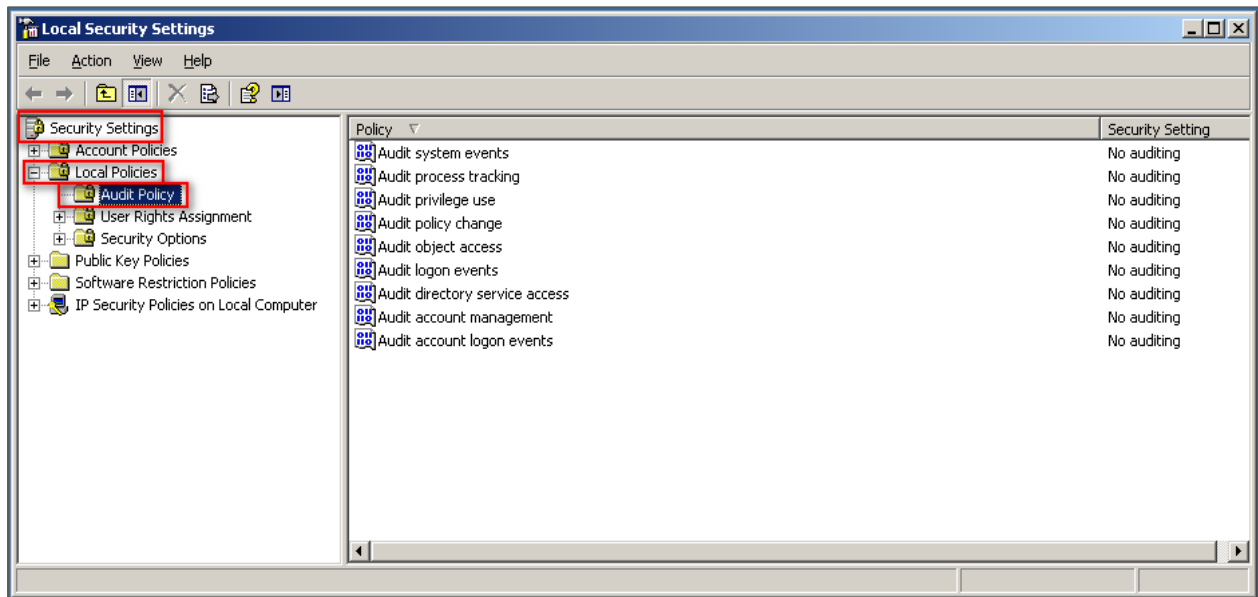 Local Security Settings
File Action View Help
Security Settings
Account Policies
Local Policies
Audit Policy
User Rights Assignment
Security Options
Public Key Policies
Software Restriction Policies
IP Security Policies on Local Computer
Policy Security Setting
Audit system events No auditing
Audit process tracking No auditing
Audit privilege use No auditing
Audit policy change No auditing
Audit object access No auditing
Audit logon events No auditing
Audit directory service access No auditing
Audit account management No auditing
Audit account logon events No auditing